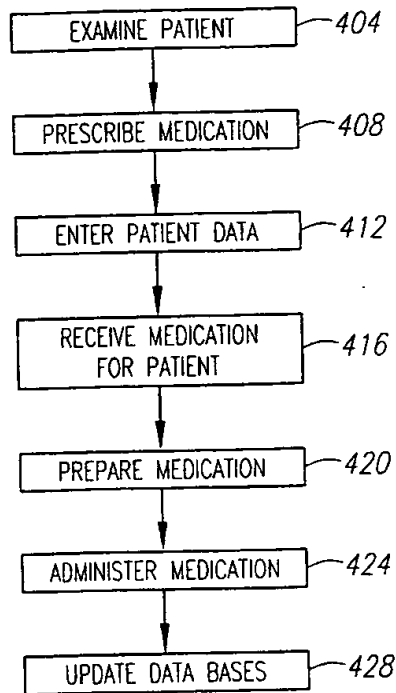 EXAMINE PATIENT 404
PRESCRIBE MEDICATION 408
ENTER PATIENT DATA 412
RECEIVE MEDICATION
FOR PATIENT 416
PREPARE MEDICATION 420
ADMINISTER MEDICATION 424
UPDATE DATA BASES 428